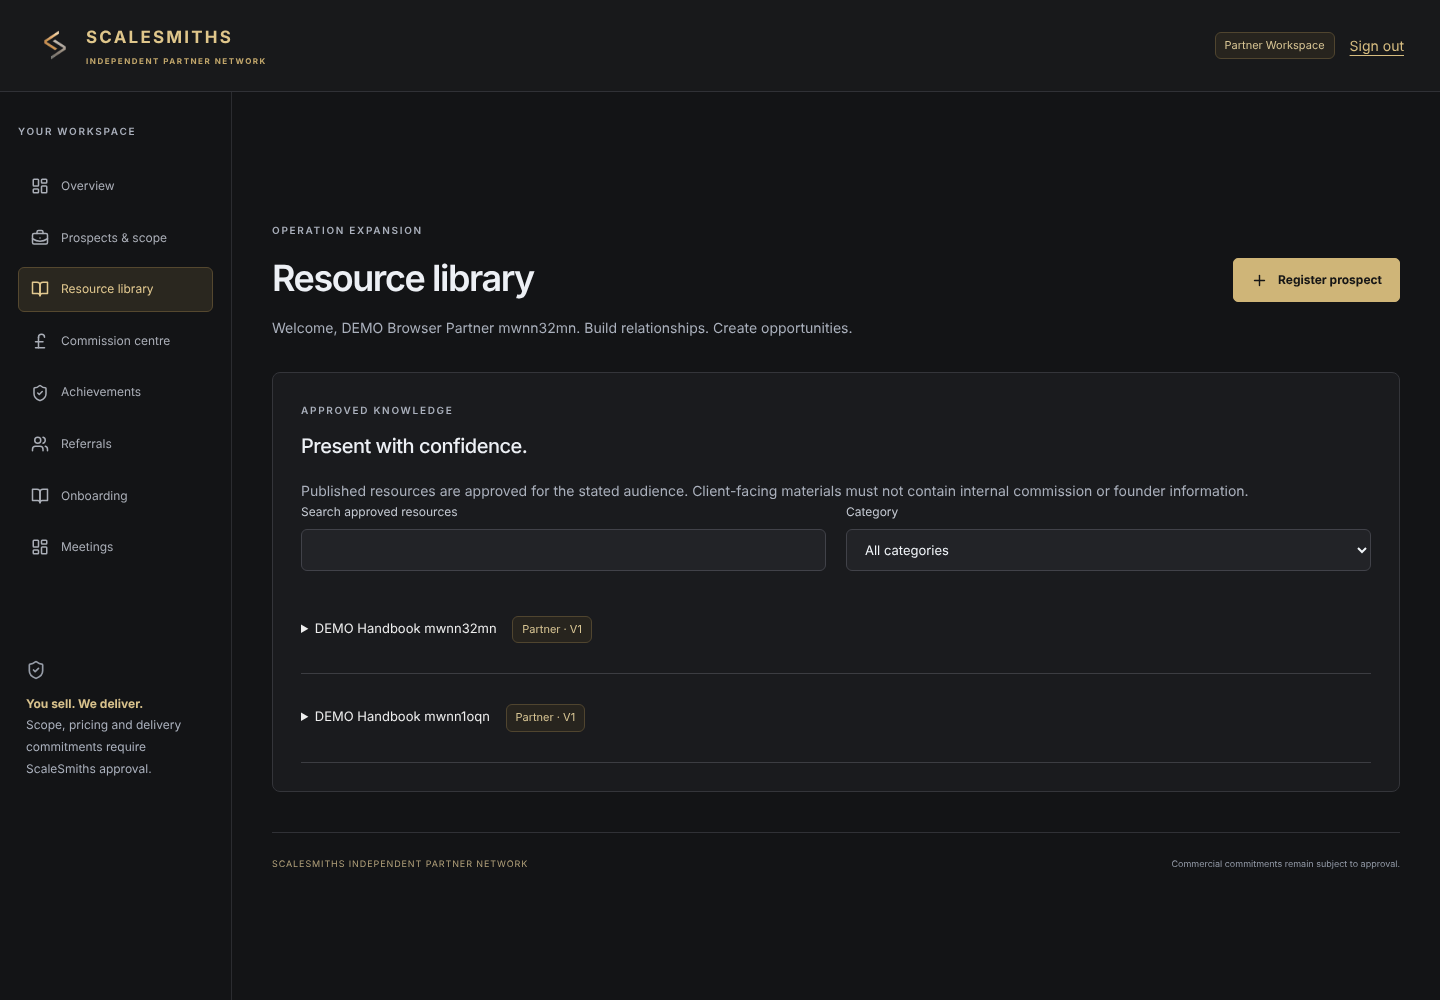 SCALESMITHS
INDEPENDENT PARTNER NETWORK
Partner Workspace
Sign out
YOUR WORKSPACE
Overview
Prospects & scope
Resource library
Commission centre
Achievements
Referrals
Onboarding
Meetings
You sell. We deliver.
Scope, pricing and delivery
commitments require
ScaleSmiths approval.
OPERATION EXPANSION
Resource library
Register prospect
Welcome, DEMO Browser Partner mwnn32mn. Build relationships. Create opportunities.
APPROVED KNOWLEDGE
Present with confidence.
Published resources are approved for the stated audience. Client-facing materials must not contain internal commission or founder information.
Search approved resources
Category
All categories
DEMO Handbook mwnn32mn
Partner · V1
DEMO Handbook mwnn1oqn
Partner · V1
SCALESMITHS INDEPENDENT PARTNER NETWORK
Commercial commitments remain subject to approval.